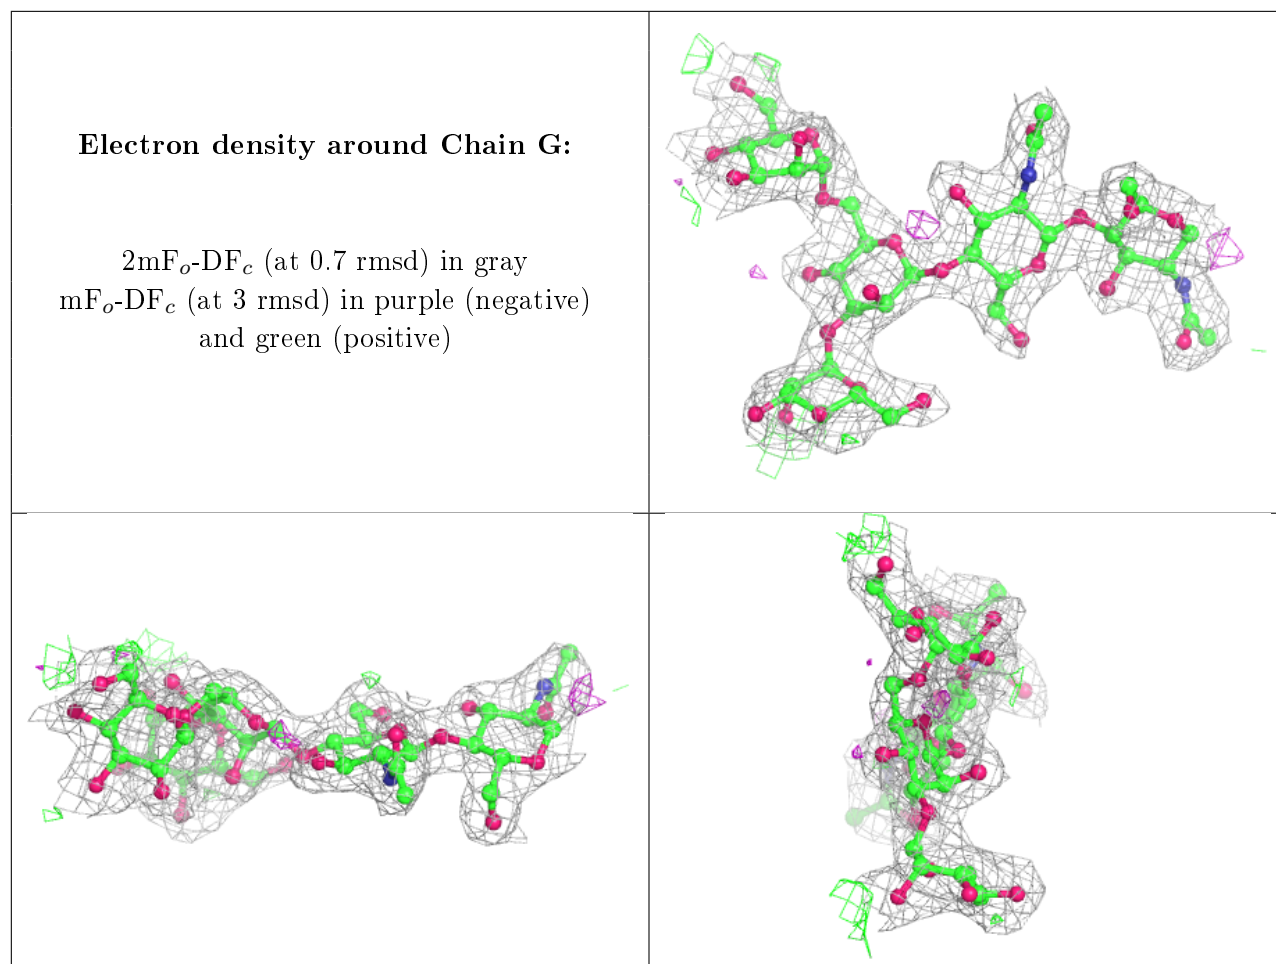 Electron density around Chain G:
2mFₒ-DF𝒸 (at 0.7 rmsd) in gray
mFₒ-DF𝒸 (at 3 rmsd) in purple (negative)
and green (positive)